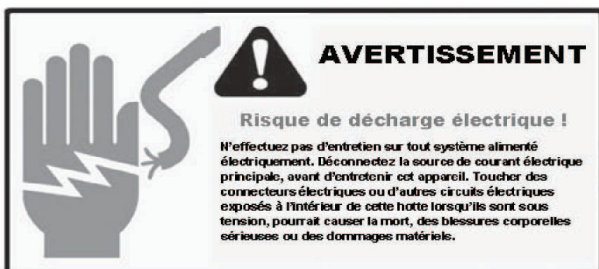 AVERTISSEMENT
Risque de décharge électrique !
N'effectuez pas d'entretien sur tout système alimenté
électriquement. Déconnectez la source de courant électrique
principale, avant d'entretenir cet appareil. Toucher des
connecteurs électriques ou d'autres circuits électriques
exposés à l'intérieur de cette hotte lorsqu'ils sont sous
tension, pourrait causer la mort, des blessures corporelles
sérieuses ou des dommages matériels.